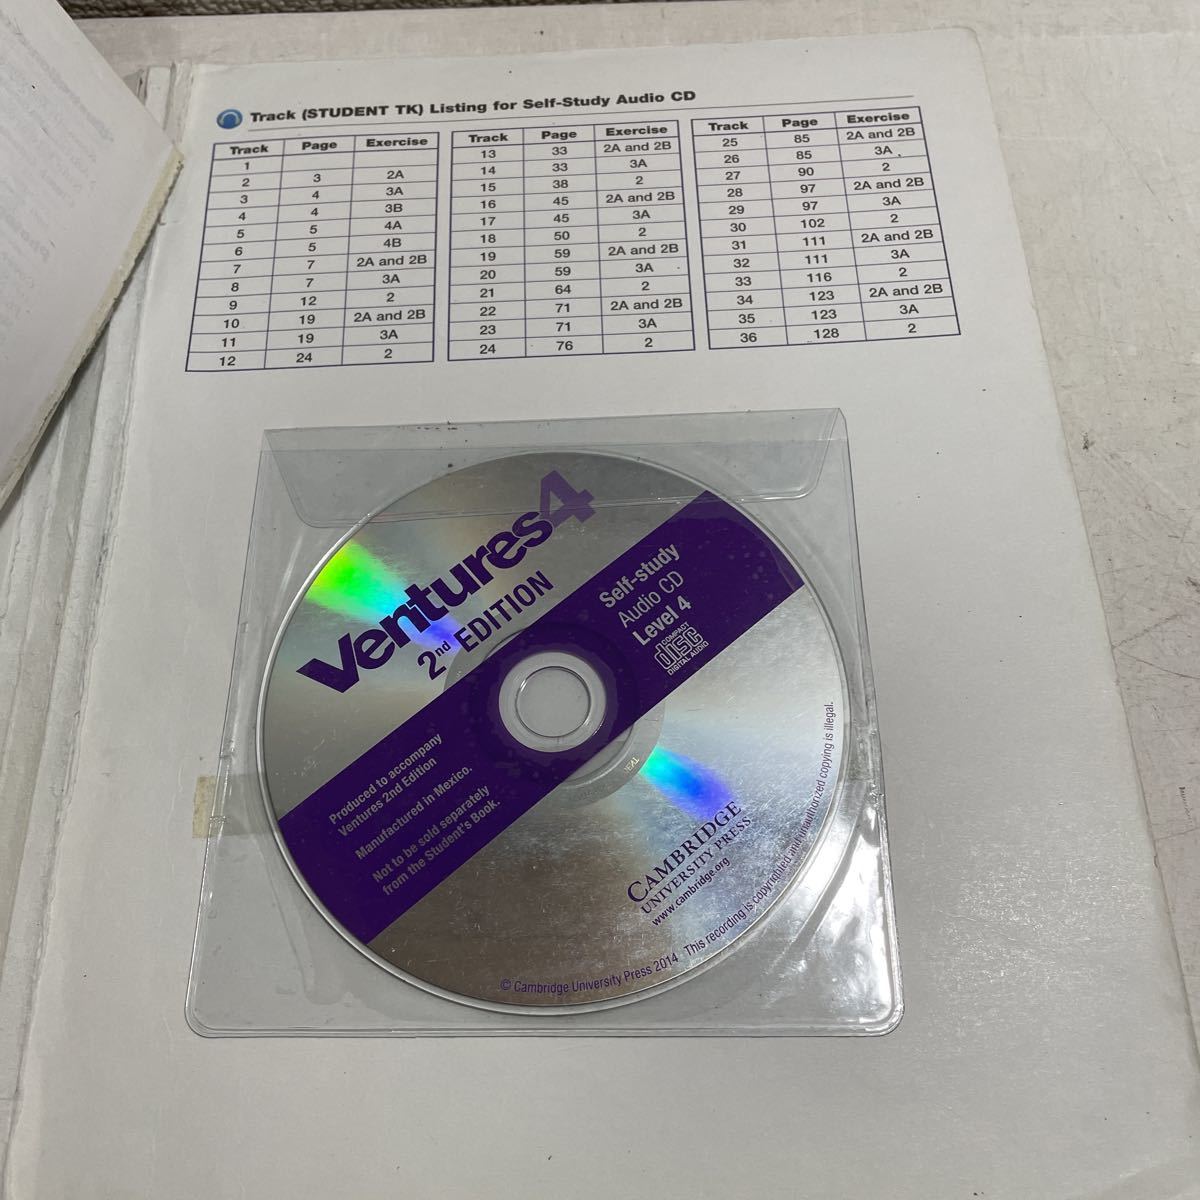 Track (STUDENT TK) Listing for Self-Study Audio CD
Track Page Exercise
1
2 3 2A
3 4 3A
4 4 3B
5 5 4A
6 5 4B
7 7 2A and 2B
8 7 3A
9 12 2
10 19 2A and 2B
11 19 3A
12 24 2
Track Page Exercise
13 33 2A and 2B
14 33 3A
15 38 2
16 45 2A and 2B
17 45 3A
18 50 2
19 59 2A and 2B
20 59 3A
21 64 2
22 71 2A and 2B
23 71 3A
24 76 2
Track Page Exercise
25 85 2A and 2B
26 85 3A
27 90 2
28 97 2A and 2B
29 97 3A
30 102 2
31 111 2A and 2B
32 111 3A
33 116 2
34 123 2A and 2B
35 123 3A
36 128 2
Ventures 4
2nd EDITION
Self-study
Audio CD
Level 4
COMPACT
disc
DIGITAL AUDIO
Produced to accompany
Ventures 2nd Edition
Manufactured in Mexico.
Not to be sold separately
from the Student's Book.
CAMBRIDGE
UNIVERSITY PRESS
www.cambridge.org
© Cambridge University Press 2014 This recording is copyrighted and unauthorized copying is illegal.